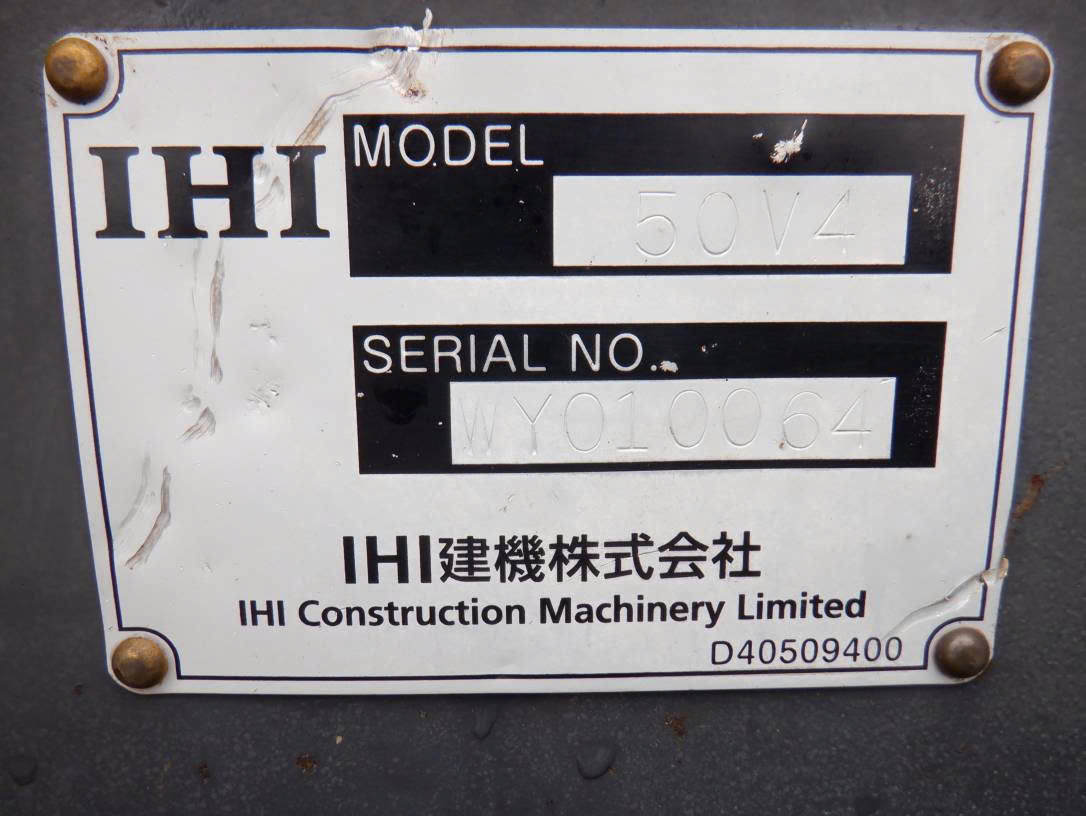 IHI
MODEL
50V4
SERIAL NO.
WY010064
IHI建機株式会社
IHI Construction Machinery Limited
D40509400